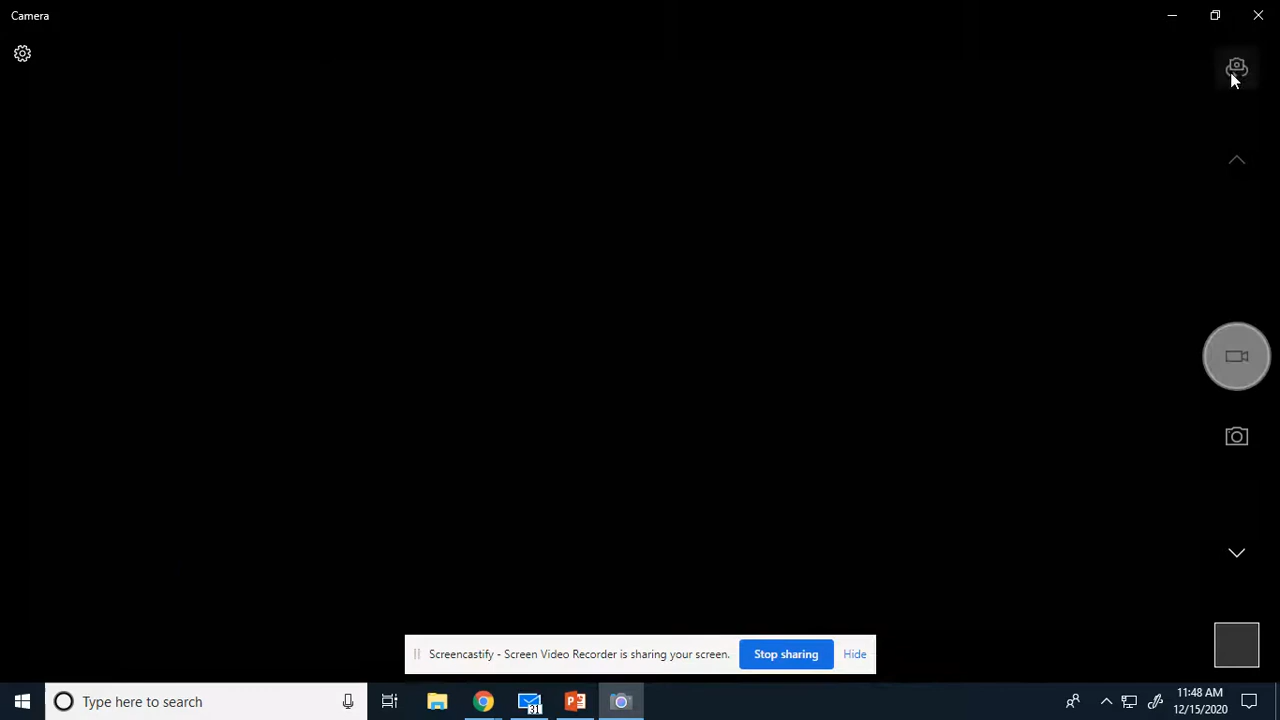 Camera
Screencastify - Screen Video Recorder is sharing your screen.
Stop sharing
Hide
Type here to search
31
11:48 AM
12/15/2020